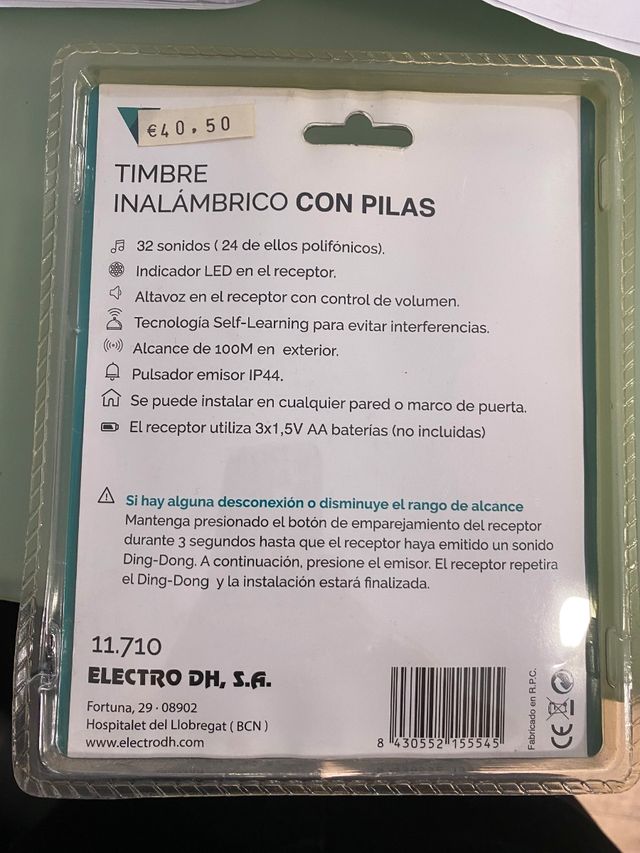 €40,50
TIMBRE
INALÁMBRICO CON PILAS
32 sonidos ( 24 de ellos polifónicos).
Indicador LED en el receptor.
Altavoz en el receptor con control de volumen.
Tecnología Self-Learning para evitar interferencias.
Alcance de 100M en exterior.
Pulsador emisor IP44.
Se puede instalar en cualquier pared o marco de puerta.
El receptor utiliza 3x1,5V AA baterías (no incluidas)
Si hay alguna desconexión o disminuye el rango de alcance
Mantenga presionado el botón de emparejamiento del receptor
durante 3 segundos hasta que el receptor haya emitido un sonido
Ding-Dong. A continuación, presione el emisor. El receptor repetira
el Ding-Dong y la instalación estará finalizada.
11.710
ELECTRO DH, S.A.
Fortuna, 29 · 08902
Hospitalet del Llobregat ( BCN )
www.electrodh.com
8 430552 155545
Fabricado en R.P.C.
CE